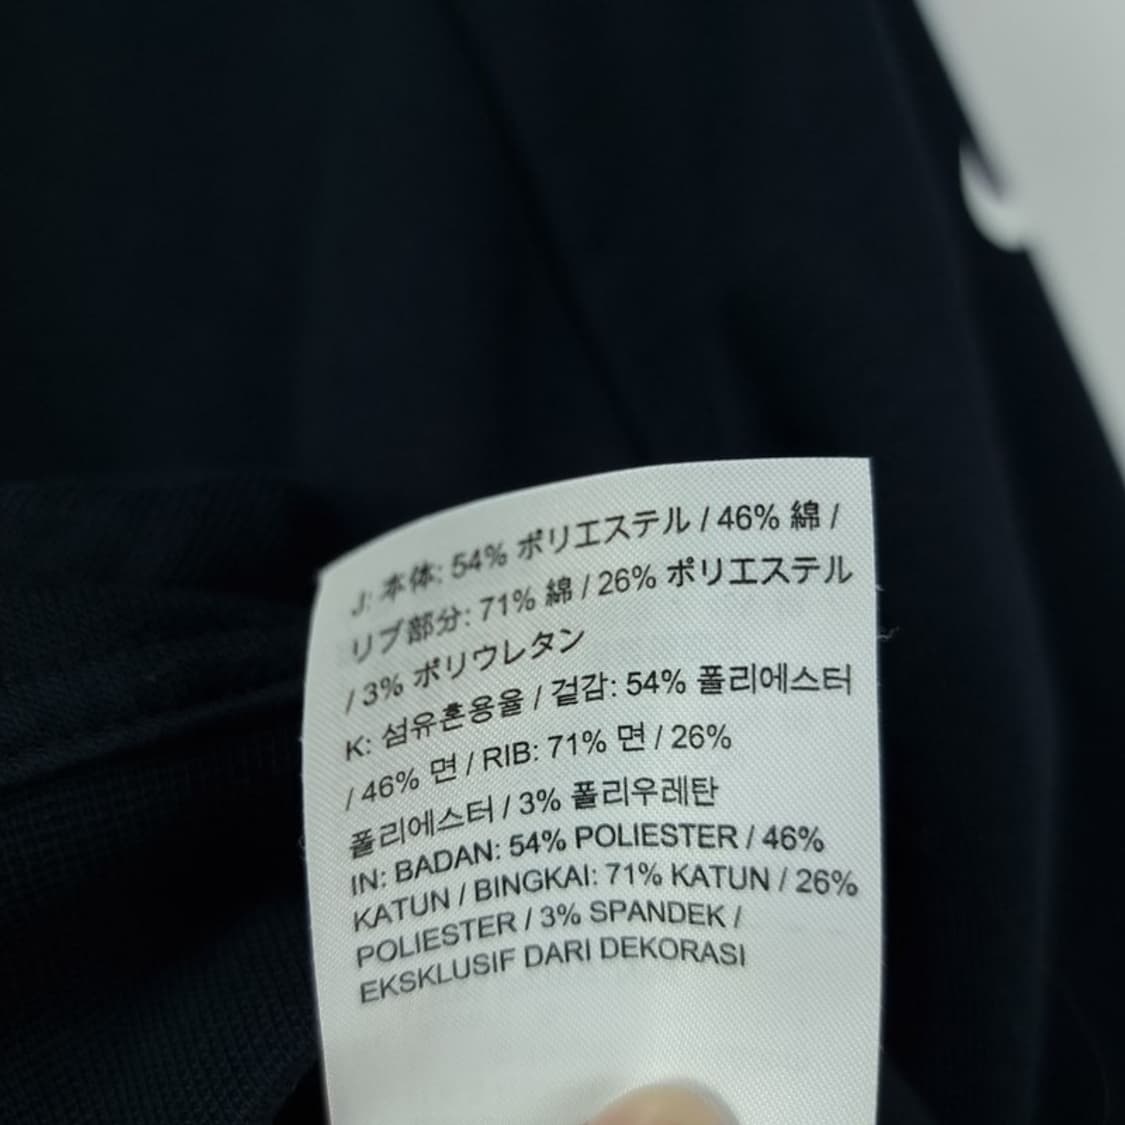 J: 本体: 54% ポリエステル / 46% 綿 /
リブ部分: 71% 綿 / 26% ポリエステル
/ 3% ポリウレタン
K: 섬유혼용율 / 겉감: 54% 폴리에스터
/ 46% 면 / RIB: 71% 면 / 26%
폴리에스터 / 3% 폴리우레탄
IN: BADAN: 54% POLIESTER / 46%
KATUN / BINGKAI: 71% KATUN / 26%
POLIESTER / 3% SPANDEK /
EKSKLUSIF DARI DEKORASI